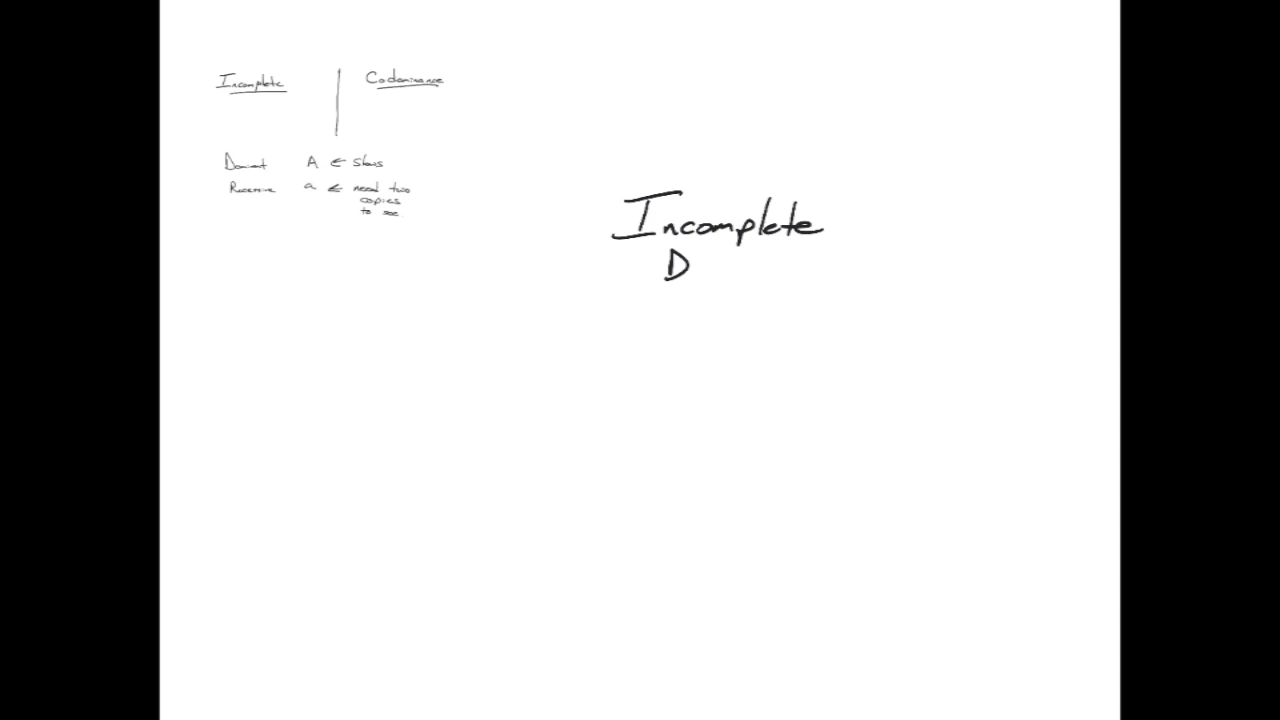 Incomplete Codominance
Dominant A ← shows
Recessive a ← need two
copies
to see
Incomplete
D